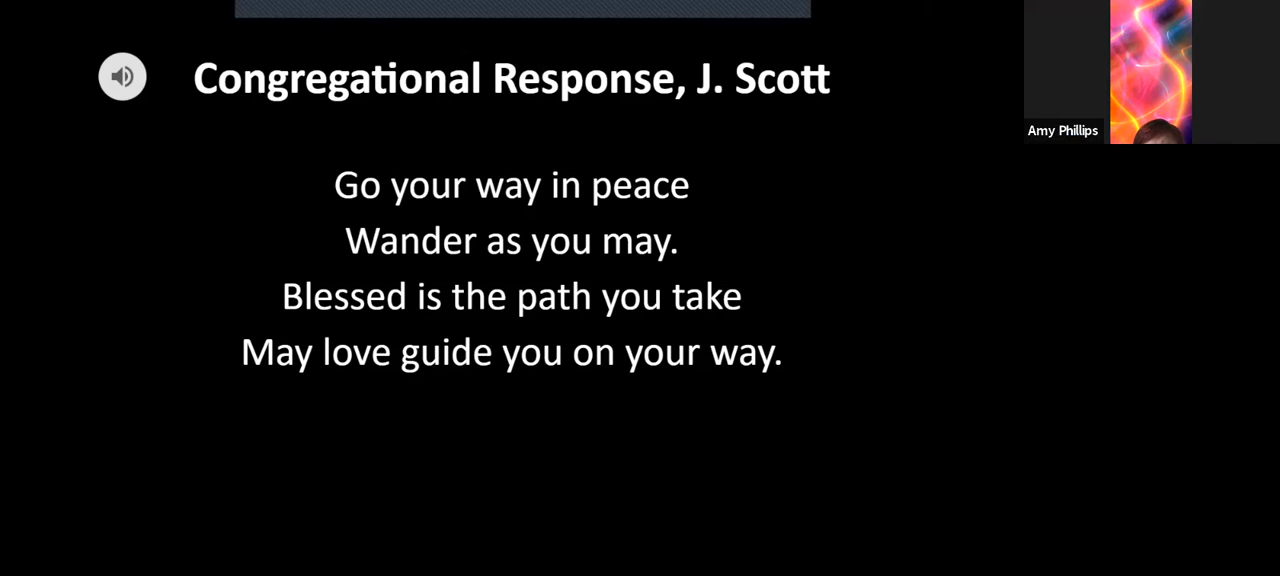 Congregational Response, J. Scott
Amy Phillips
Go your way in peace
Wander as you may.
Blessed is the path you take
May love guide you on your way.